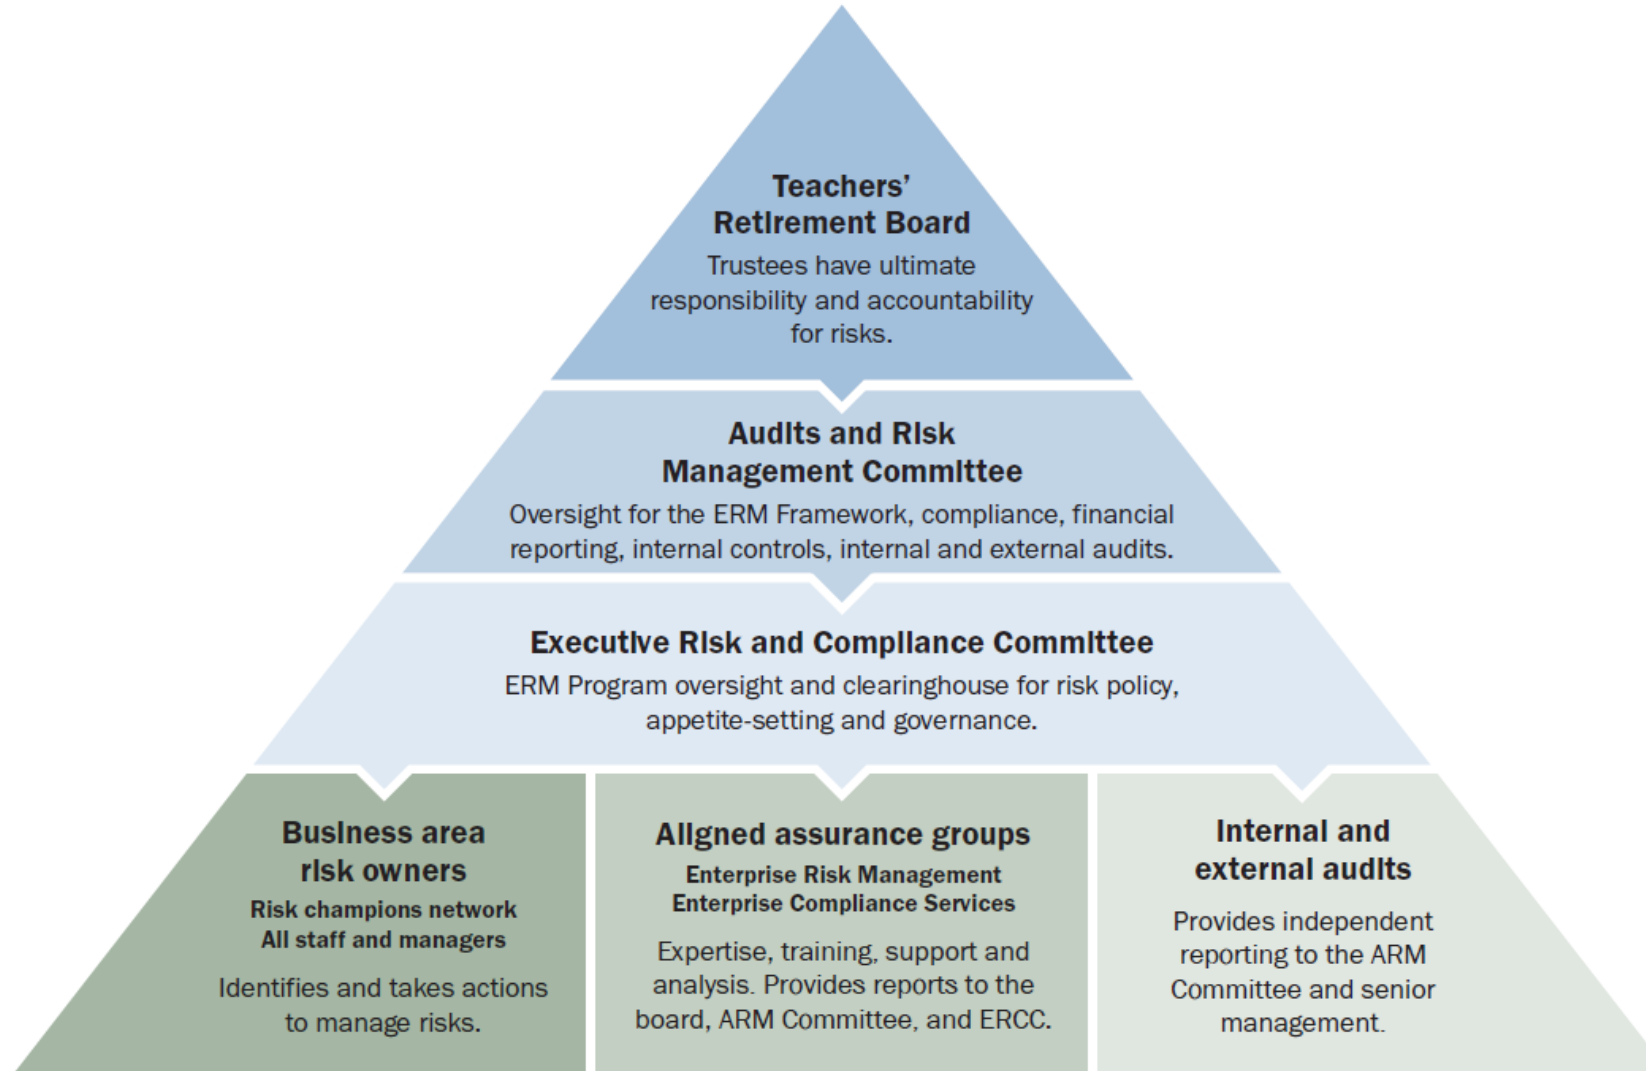 Teachers’
Retirement Board
Trustees have ultimate
responsibility and accountability
for risks.
Audits and Risk
Management Committee
Oversight for the ERM Framework, compliance, financial
reporting, internal controls, internal and external audits.
Executive Risk and Compliance Committee
ERM Program oversight and clearinghouse for risk policy,
appetite-setting and governance.
Business area
risk owners
Risk champions network
All staff and managers
Identifies and takes actions
to manage risks.
Aligned assurance groups
Enterprise Risk Management
Enterprise Compliance Services
Expertise, training, support and
analysis. Provides reports to the
board, ARM Committee, and ERCC.
Internal and
external audits
Provides independent
reporting to the ARM
Committee and senior
management.